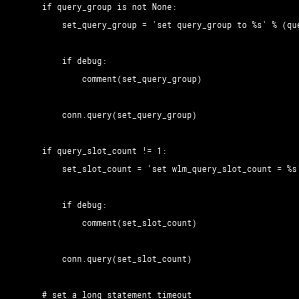 if query_group is not None:
set_query_group = 'set query_group to %s' % (que
if debug:
comment(set_query_group)
conn.query(set_query_group)
if query_slot_count != 1:
set_slot_count = 'set wlm_query_slot_count = %s'
if debug:
comment(set_slot_count)
conn.query(set_slot_count)
# set a long statement timeout